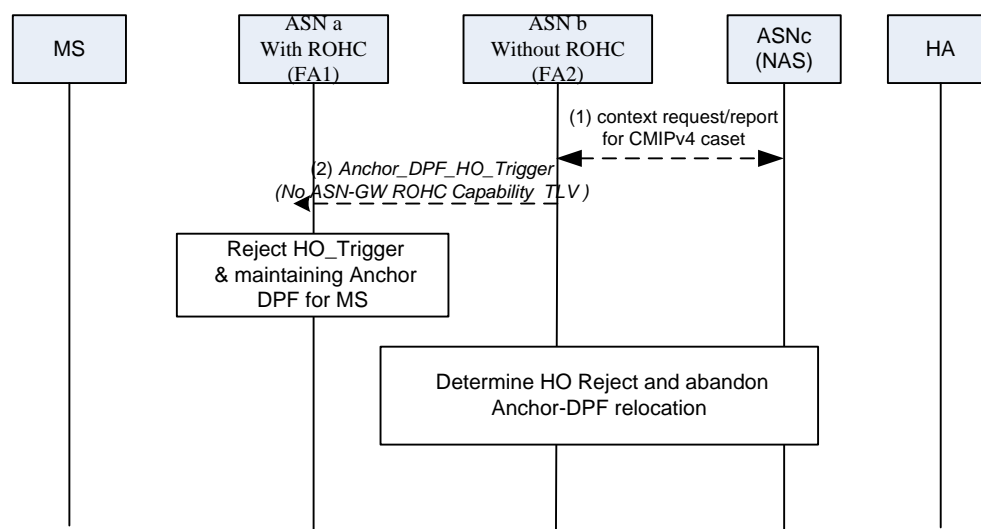 MS
ASN a
With ROHC
(FA1)
ASN b
Without ROHC
(FA2)
ASNc
(NAS)
HA
(1) context request/report
for CMIPv4 caset
(2) Anchor_DPF_HO_Trigger
(No ASN-GW ROHC Capability TLV )
Reject HO_Trigger
& maintaining Anchor
DPF for MS
Determine HO Reject and abandon
Anchor-DPF relocation